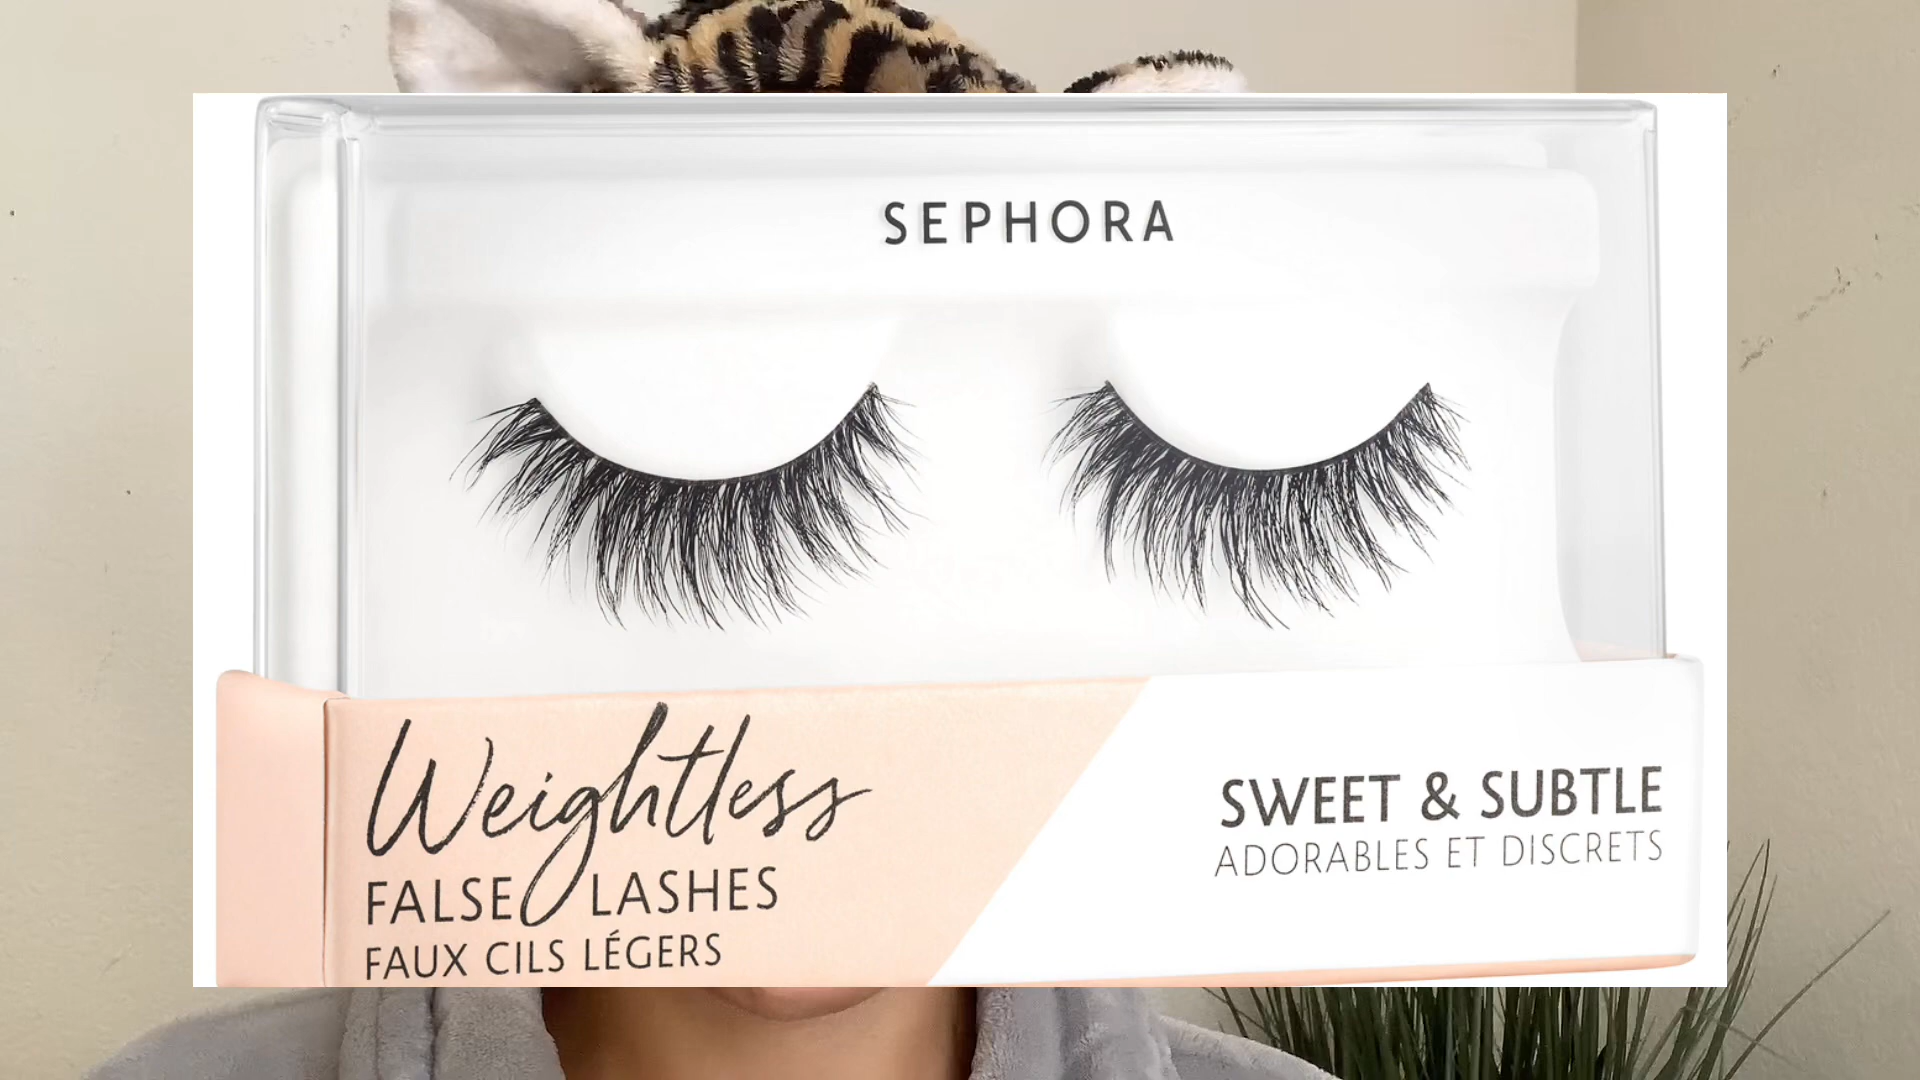 SEPHORA
Weightless
FALSE LASHES
FAUX CILS LÉGERS
SWEET & SUBTLE
ADORABLES ET DISCRETS